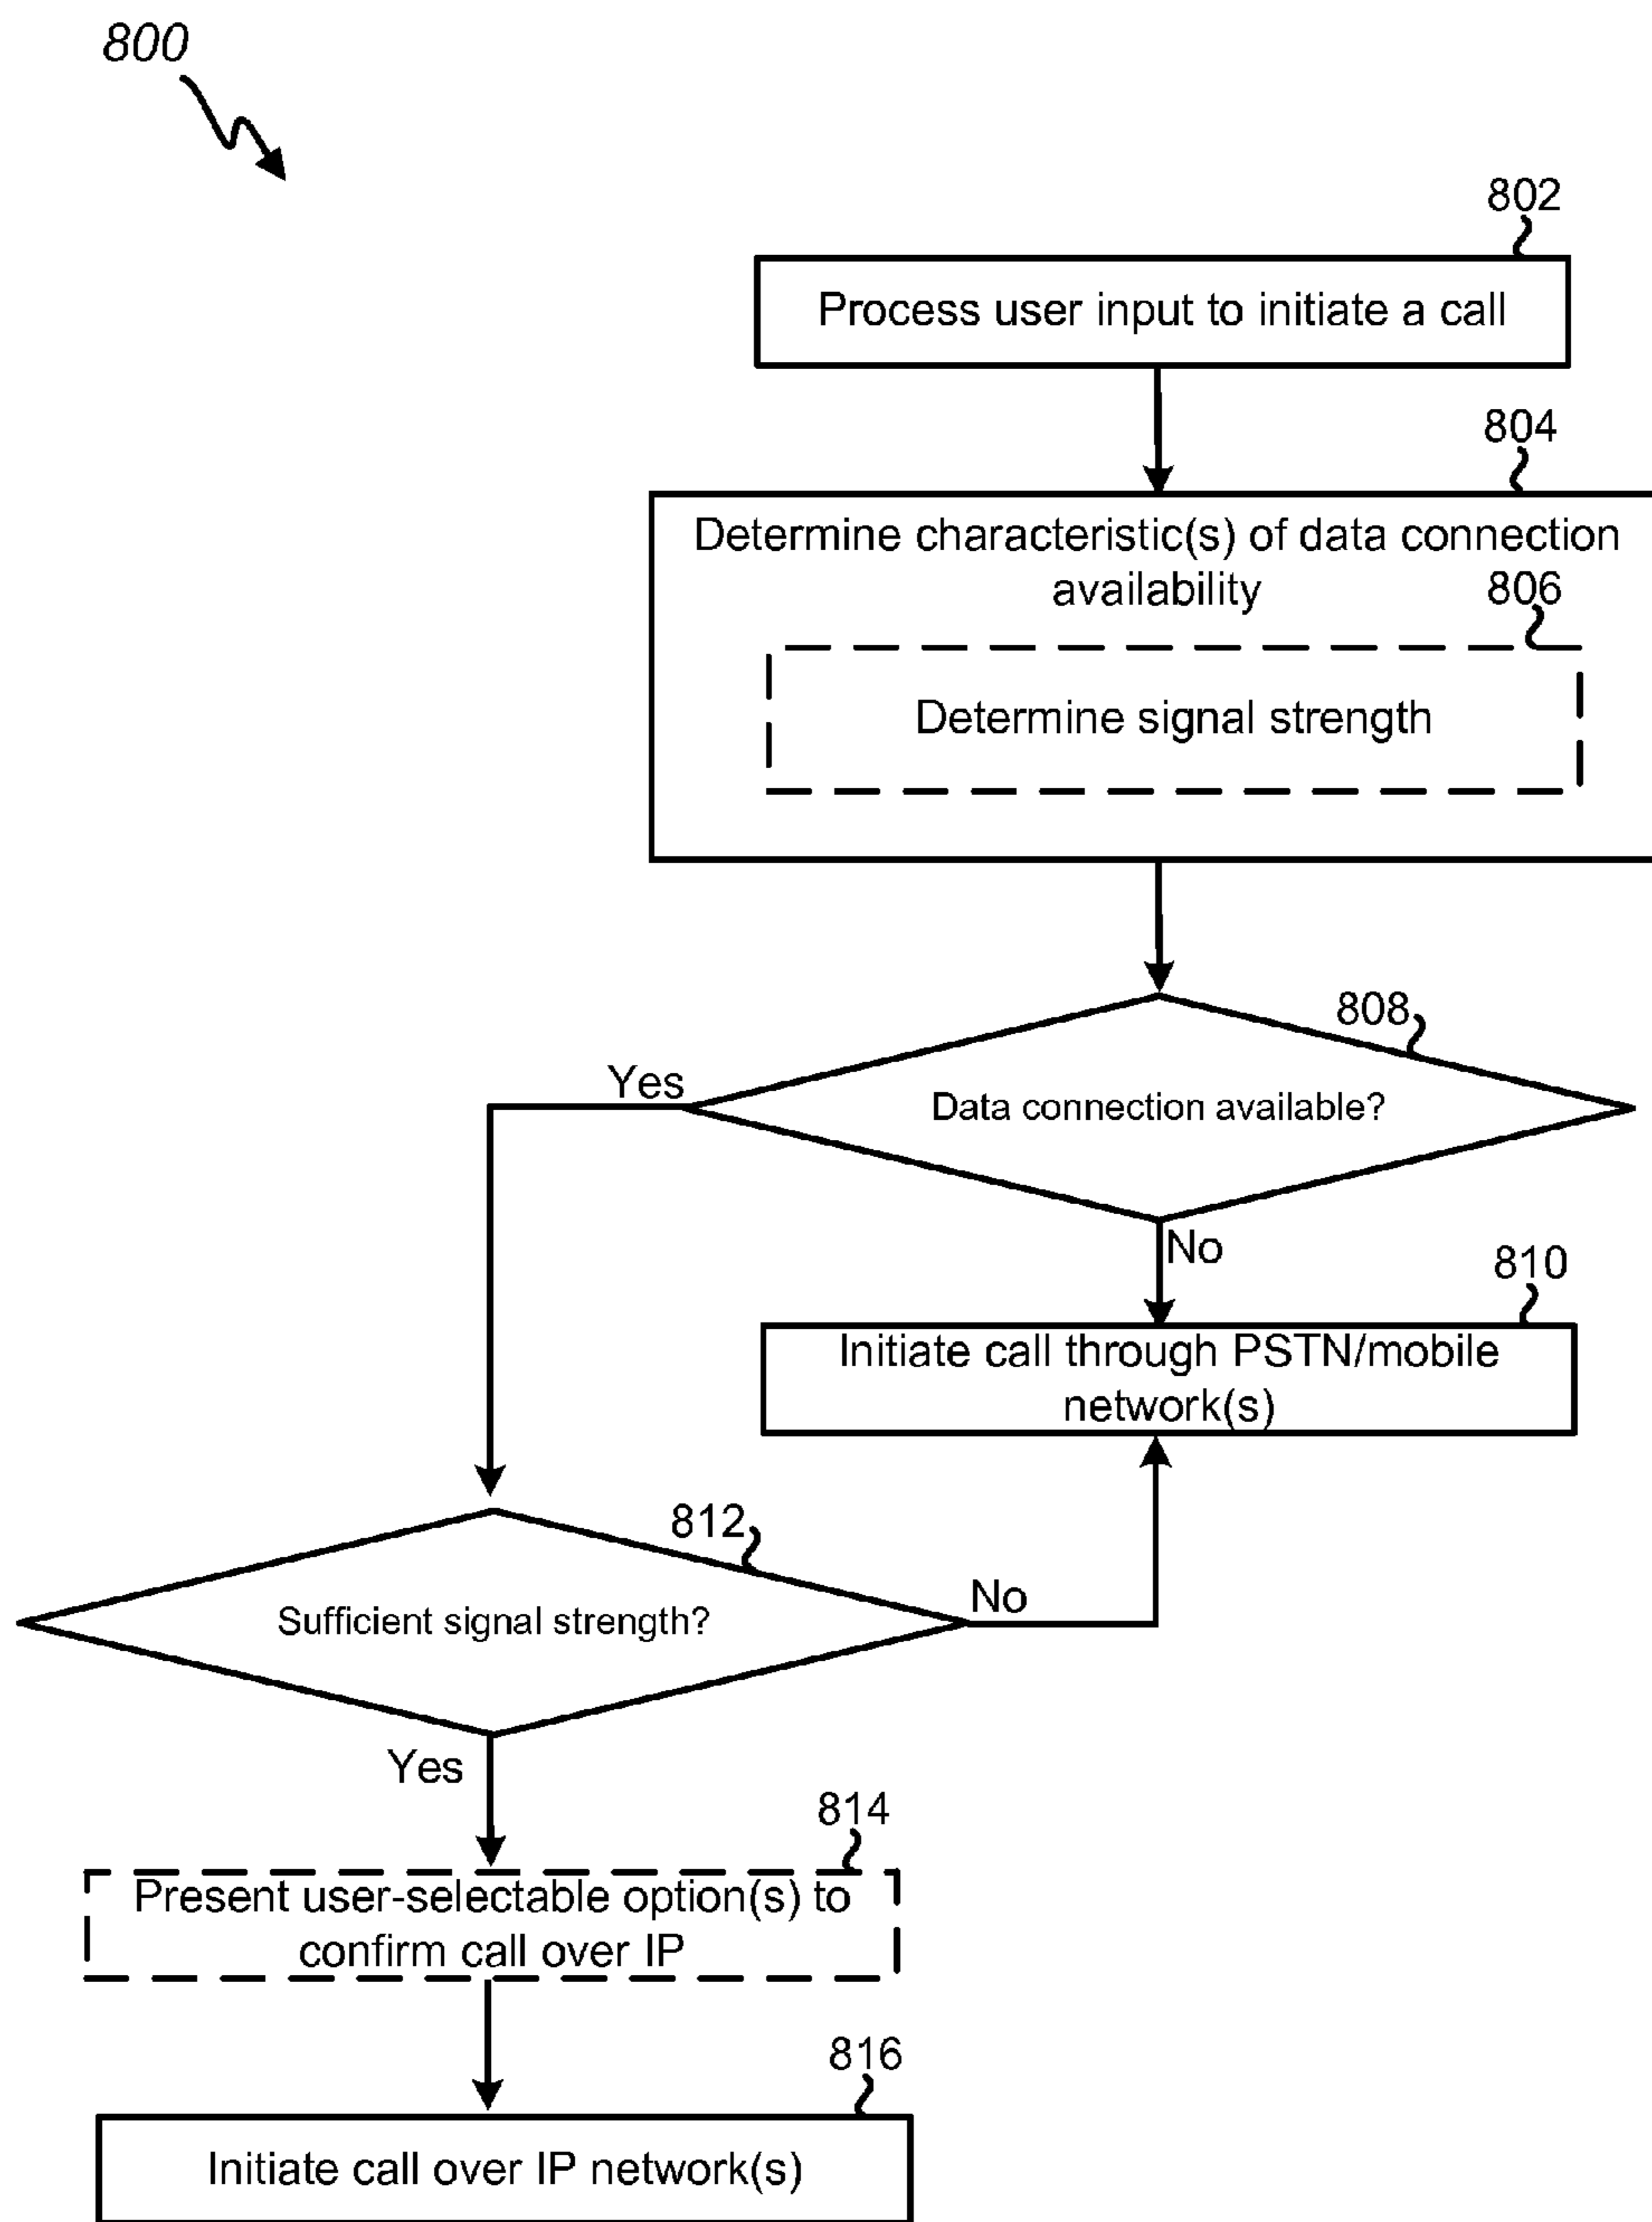 800
802
Process user input to initiate a call
804
Determine characteristic(s) of data connection
availability
806
Determine signal strength
808
Yes
Data connection available?
No
810
Initiate call through PSTN/mobile
network(s)
812
No
Sufficient signal strength?
Yes
814
Present user-selectable option(s) to
confirm call over IP
816
Initiate call over IP network(s)